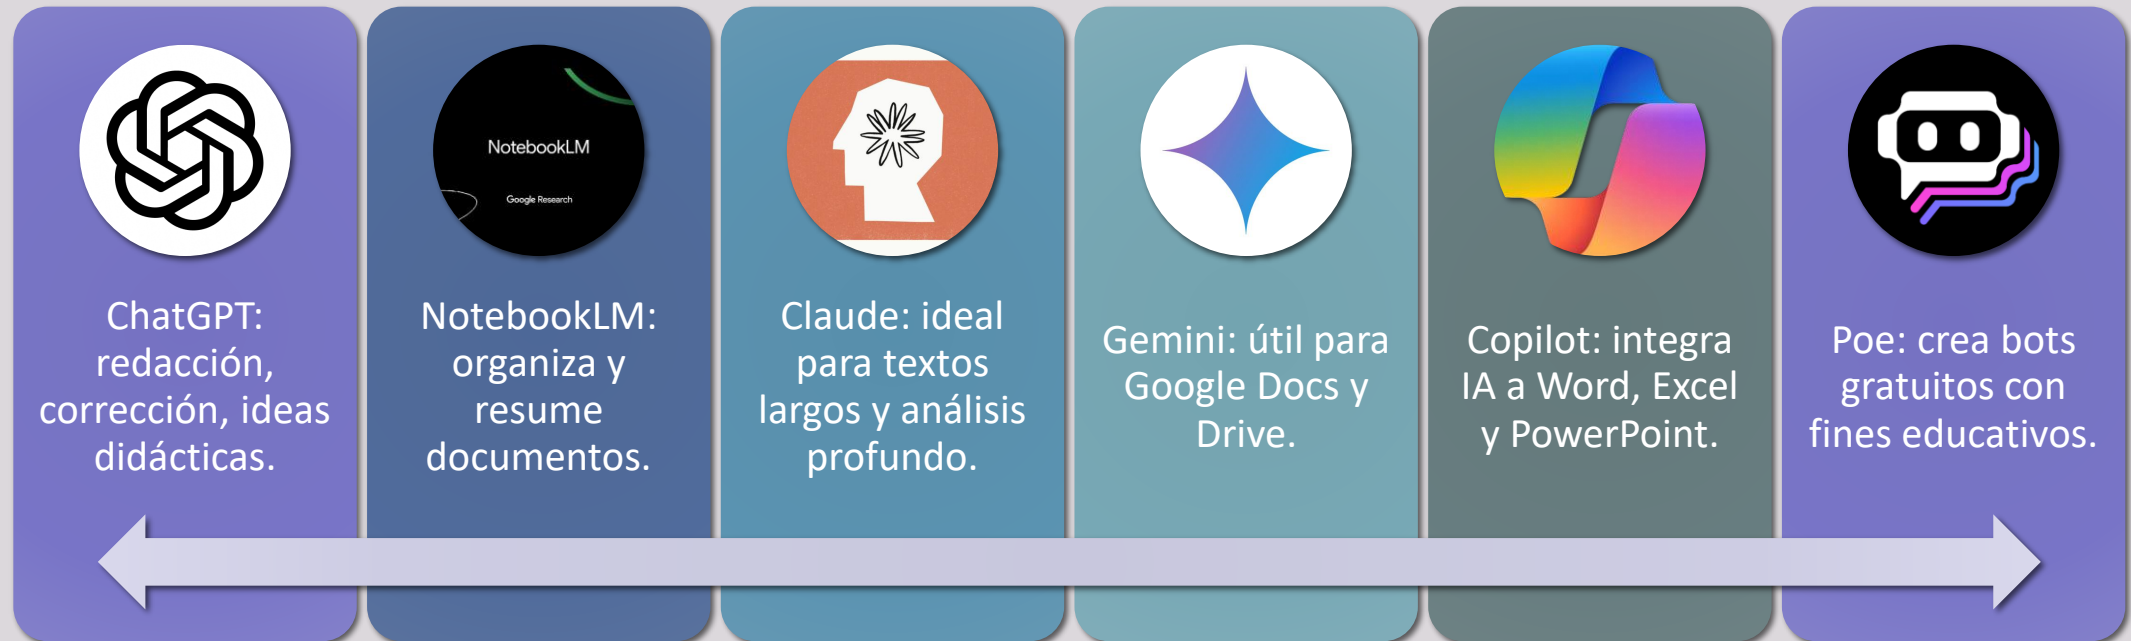 NotebookLM
Google Research
ChatGPT:
redacción,
corrección, ideas
didácticas.
NotebookLM:
organiza y
resume
documentos.
Claude: ideal
para textos
largos y análisis
profundo.
Gemini: útil para
Google Docs y
Drive.
Copilot: integra
IA a Word, Excel
y PowerPoint.
Poe: crea bots
gratuitos con
fines educativos.